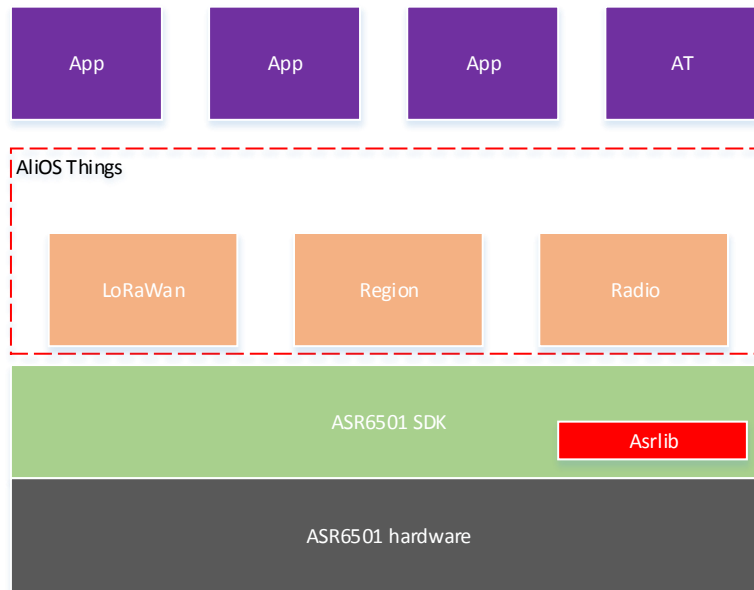 App
App
App
AT
AliOS Things
LoRaWan
Region
Radio
ASR6501 SDK
Asrlib
ASR6501 hardware